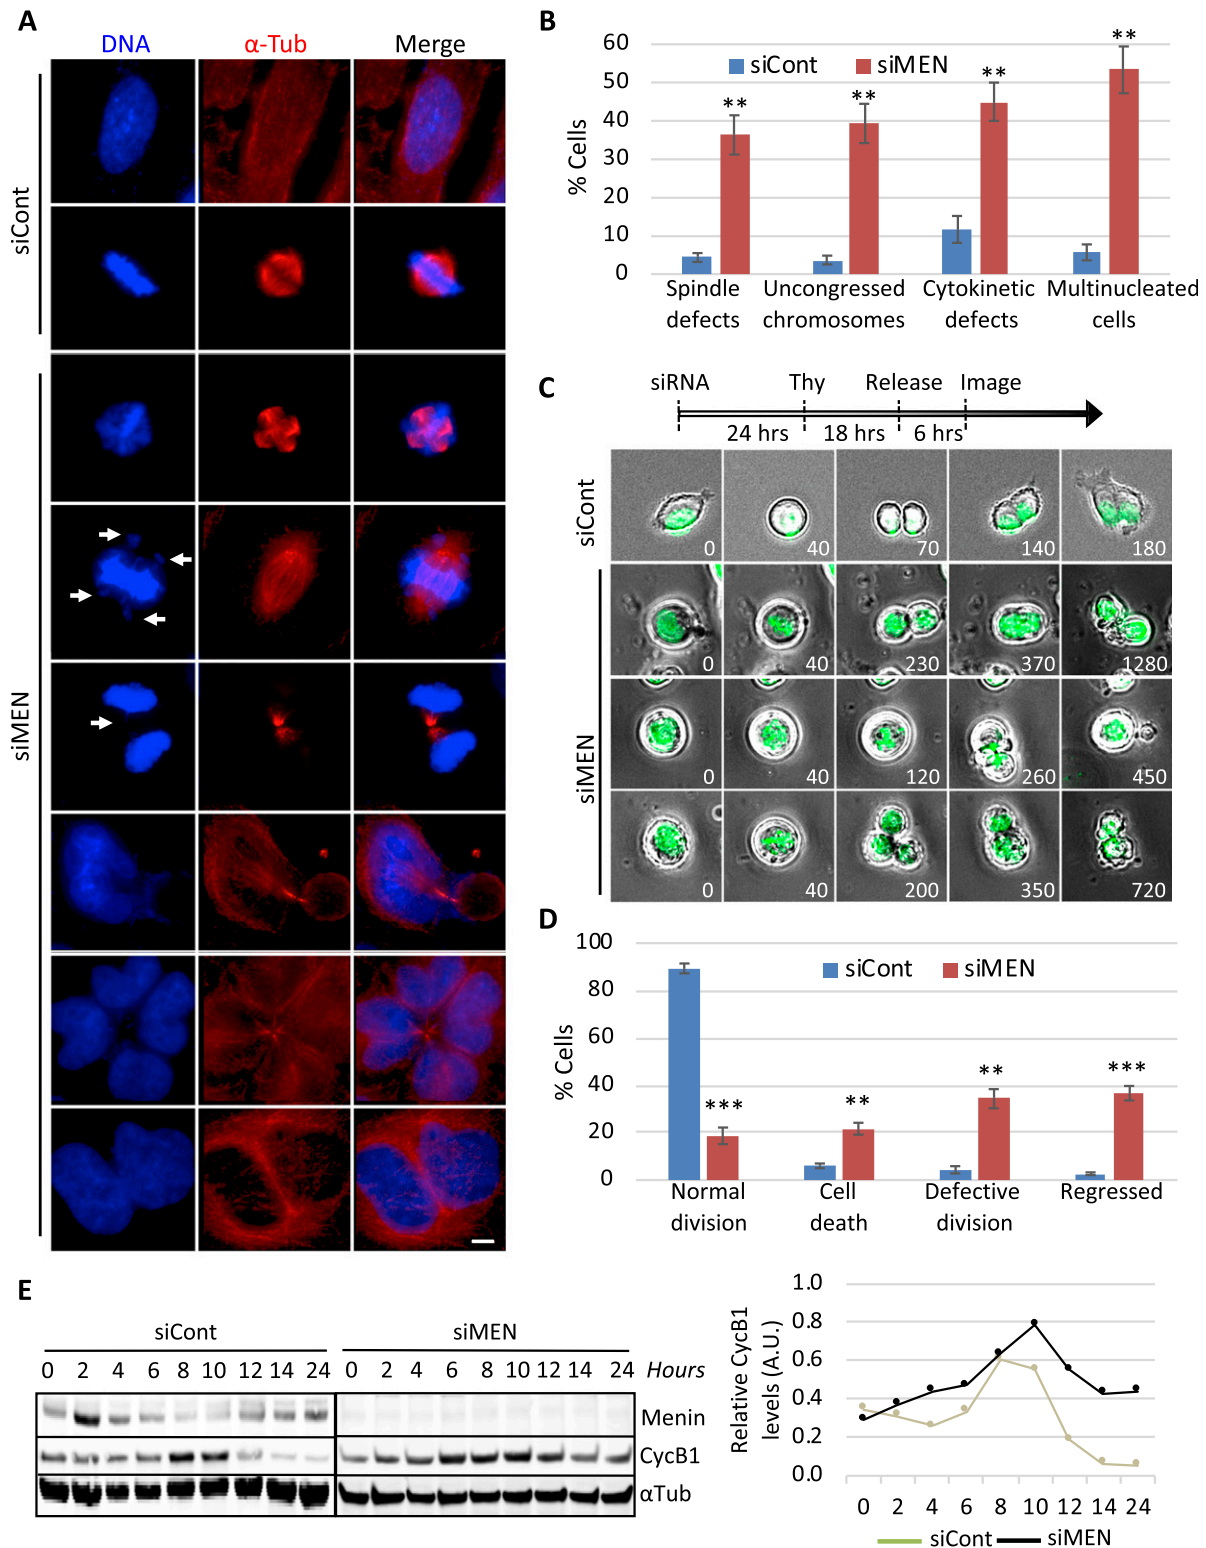 A
DNA
α-Tub
Merge
siCont
siMEN
B
60
50
40
30
20
10
0
% Cells
siCont
siMEN
**
**
**
**
Spindle defects
Uncongressed chromosomes
Cytokinetic defects
Multinucleated cells
C
siRNA
Thy
Release
Image
24 hrs
18 hrs
6 hrs
siCont
0
40
70
140
180
siMEN
0
40
230
370
1280
0
40
120
260
450
0
40
200
350
720
D
100
80
60
40
20
0
% Cells
siCont
siMEN
***
**
**
***
Normal division
Cell death
Defective division
Regressed
E
siCont
siMEN
0 2 4 6 8 10 12 14 24
0 2 4 6 8 10 12 14 24
Hours
Menin
CycB1
αTub
Relative CycB1
levels (A.U.)
1.0
0.8
0.6
0.4
0.2
0.0
0 2 4 6 8 10 12 14 24
siCont
siMEN